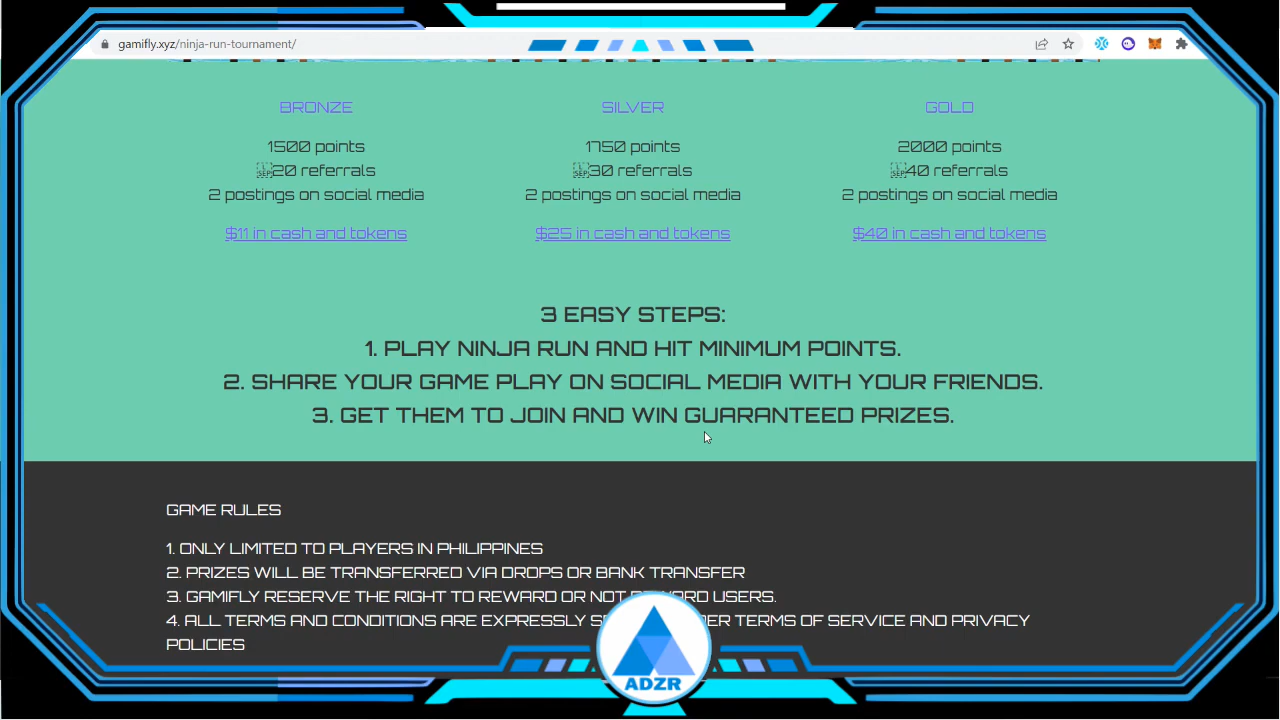 gamifly.xyz/ninja-run-tournament/
BRONZE SILVER GOLD
1500 points 1750 points 2000 points
20 referrals 30 referrals 40 referrals
2 postings on social media 2 postings on social media 2 postings on social media
$11 in cash and tokens $25 in cash and tokens $40 in cash and tokens
3 EASY STEPS:
1. PLAY NINJA RUN AND HIT MINIMUM POINTS.
2. SHARE YOUR GAME PLAY ON SOCIAL MEDIA WITH YOUR FRIENDS.
3. GET THEM TO JOIN AND WIN GUARANTEED PRIZES.
GAME RULES
1. ONLY LIMITED TO PLAYERS IN PHILIPPINES
2. PRIZES WILL BE TRANSFERRED VIA DROPS OR BANK TRANSFER
3. GAMIFLY RESERVE THE RIGHT TO REWARD OR NOT USERS.
4. ALL TERMS AND CONDITIONS ARE EXPRESSLY TERMS OF SERVICE AND PRIVACY
POLICIES
ADZR